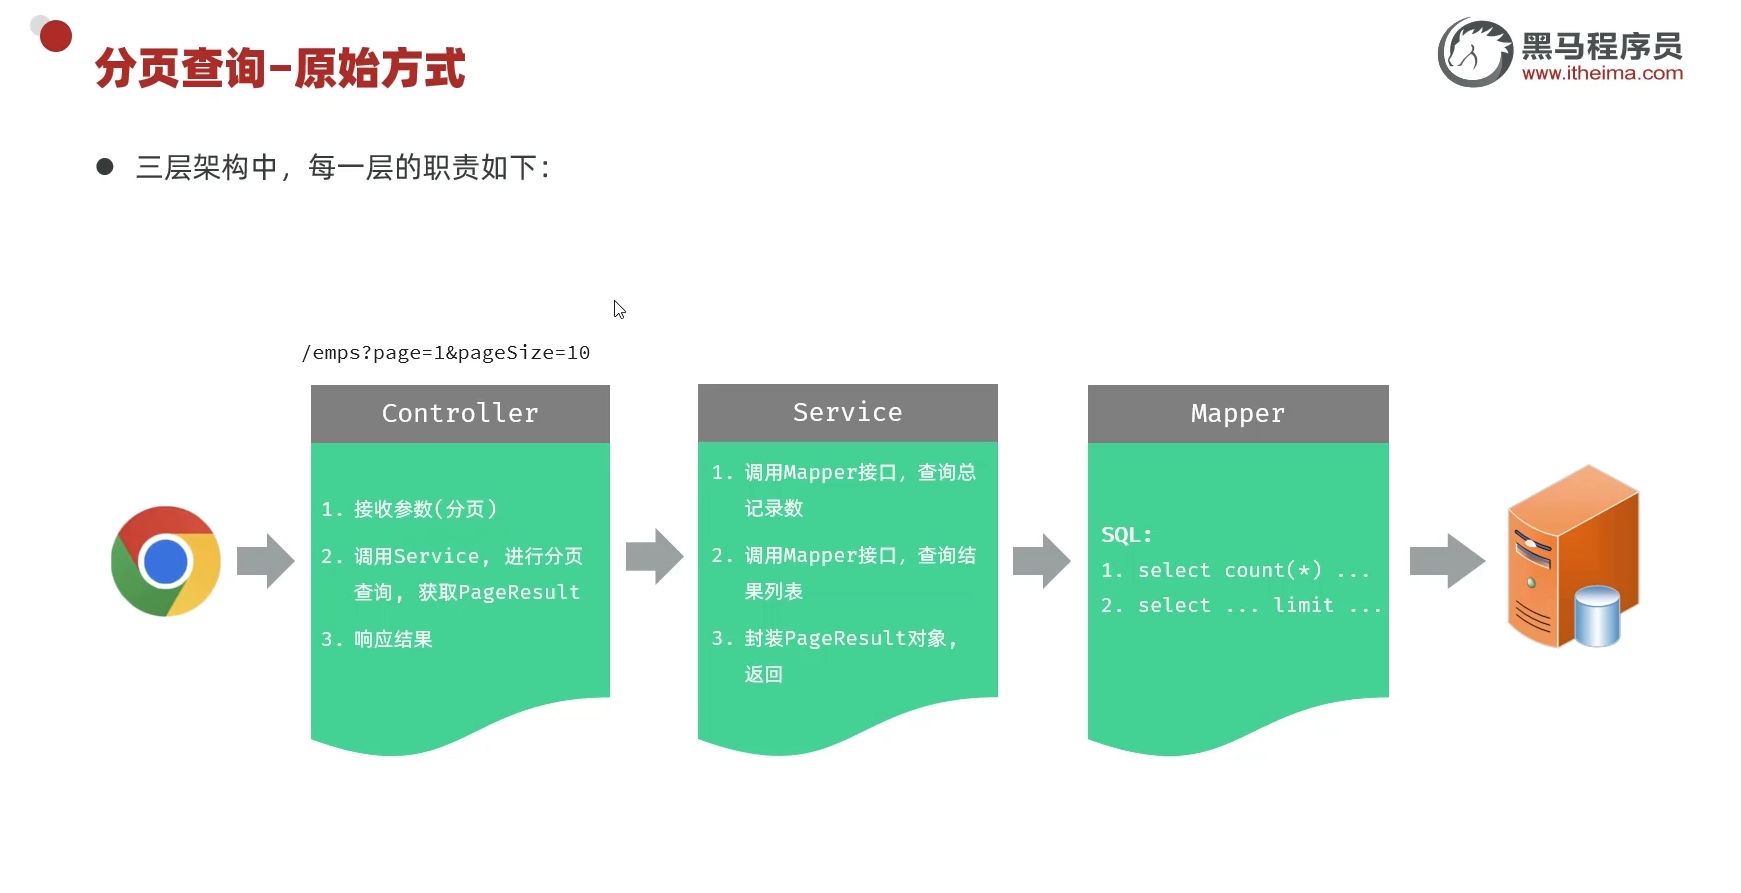 分页查询-原始方式
黑马程序员
www.itheima.com
三层架构中，每一层的职责如下：
/emps?page=1&pageSize=10
Controller
1. 接收参数(分页)
2. 调用Service, 进行分页
查询, 获取PageResult
3. 响应结果
Service
1. 调用Mapper接口, 查询总
记录数
2. 调用Mapper接口, 查询结
果列表
3. 封装PageResult对象,
返回
Mapper
SQL:
1. select count(*) ...
2. select ... limit ...